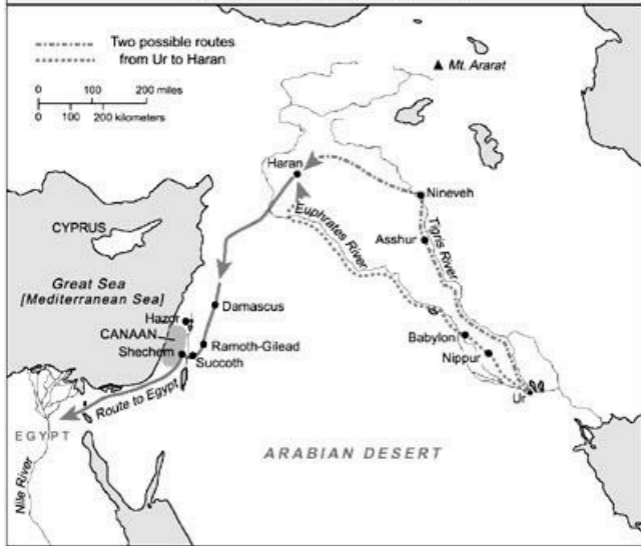 Two possible routes
from Ur to Haran
0 100 200 miles
0 100 200 kilometers
Mt. Ararat
Haran
Nineveh
CYPRUS
Euphrates River
Tigris River
Asshur
Great Sea
[Mediterranean Sea]
Damascus
Hazor
CANAAN
Ramoth-Gilead
Babylon
Shechem
Succoth
Nippur
Route to Egypt
Ur
EGYPT
ARABIAN DESERT
Nile River